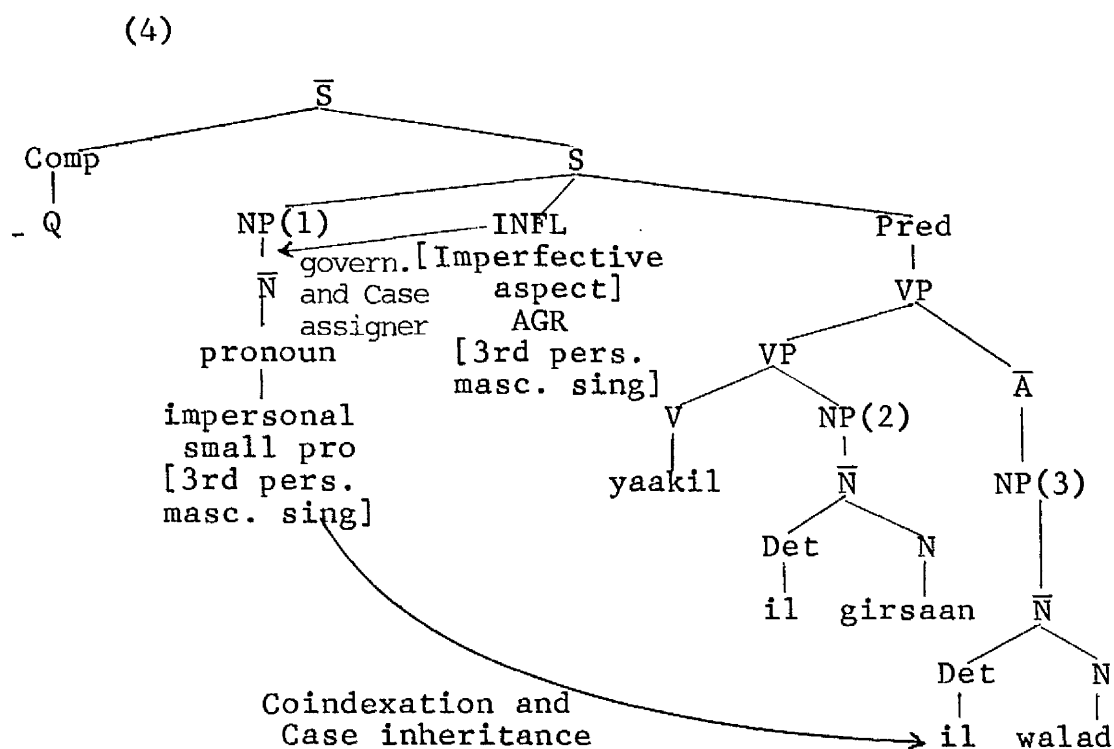 (4)
S̅
Comp S
Q NP(1) INFL Pred
N̅ govern. [Imperfective VP
and Case aspect]
assigner AGR
pronoun [3rd pers. VP A̅
masc. sing]
impersonal V NP(2)
small pro
[3rd pers. yaakil N̅ NP(3)
masc. sing]
Det N
il girsaan N̅
Det N
Coindexation and
Case inheritance il walad